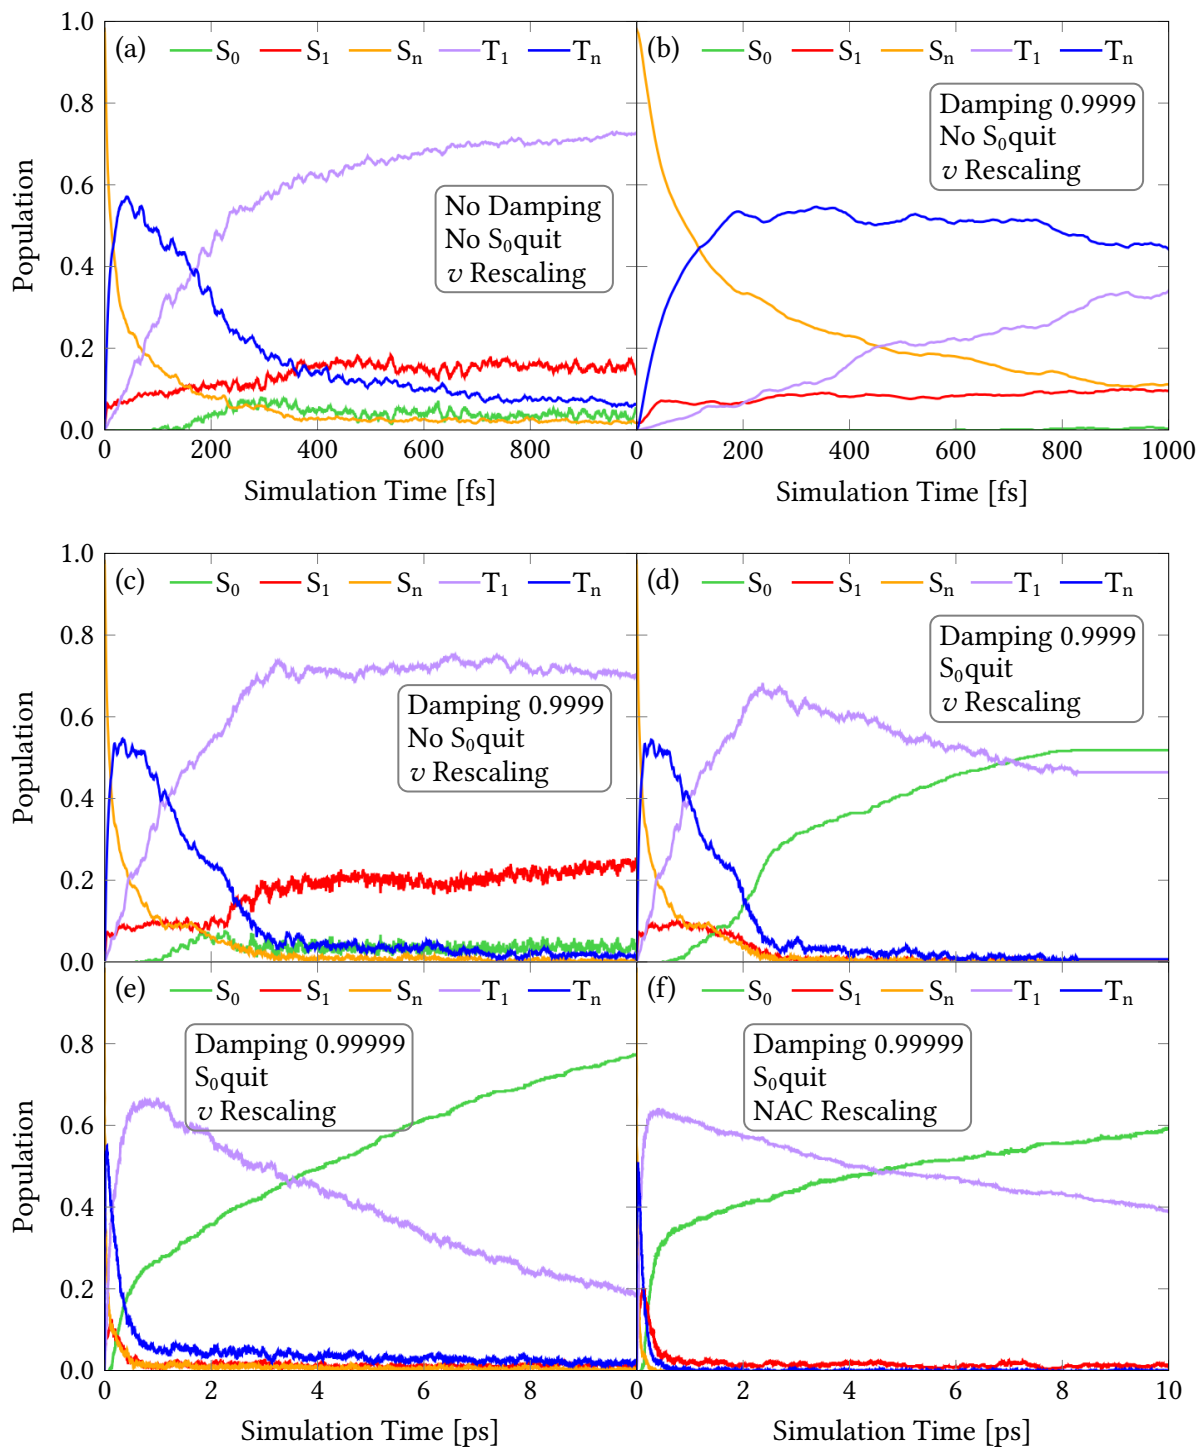 (a) S₀ S₁ Sₙ T₁ Tₙ
(b) S₀ S₁ Sₙ T₁ Tₙ
1.0
0.8
0.6
0.4
0.2
0.0
Population
No Damping
No S₀quit
v Rescaling
Damping 0.9999
No S₀quit
v Rescaling
0 200 400 600 800
0 200 400 600 800 1000
Simulation Time [fs]
Simulation Time [fs]
(c) S₀ S₁ Sₙ T₁ Tₙ
(d) S₀ S₁ Sₙ T₁ Tₙ
1.0
0.8
0.6
0.4
0.2
0.0
Population
Damping 0.9999
No S₀quit
v Rescaling
Damping 0.9999
S₀quit
v Rescaling
(e) S₀ S₁ Sₙ T₁ Tₙ
(f) S₀ S₁ Sₙ T₁ Tₙ
0.8
0.6
0.4
0.2
0.0
Population
Damping 0.99999
S₀quit
v Rescaling
Damping 0.99999
S₀quit
NAC Rescaling
0 2 4 6 8
0 2 4 6 8 10
Simulation Time [ps]
Simulation Time [ps]